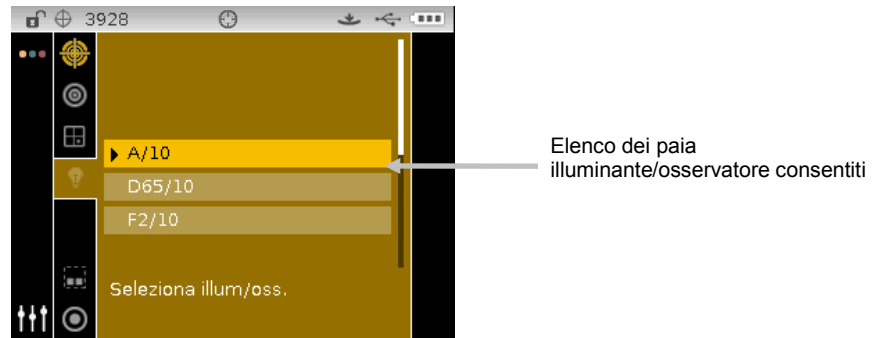 3928
A/10
D65/10
F2/10
Seleziona illum/oss.
Elenco dei paia
illuminante/osservatore consentiti